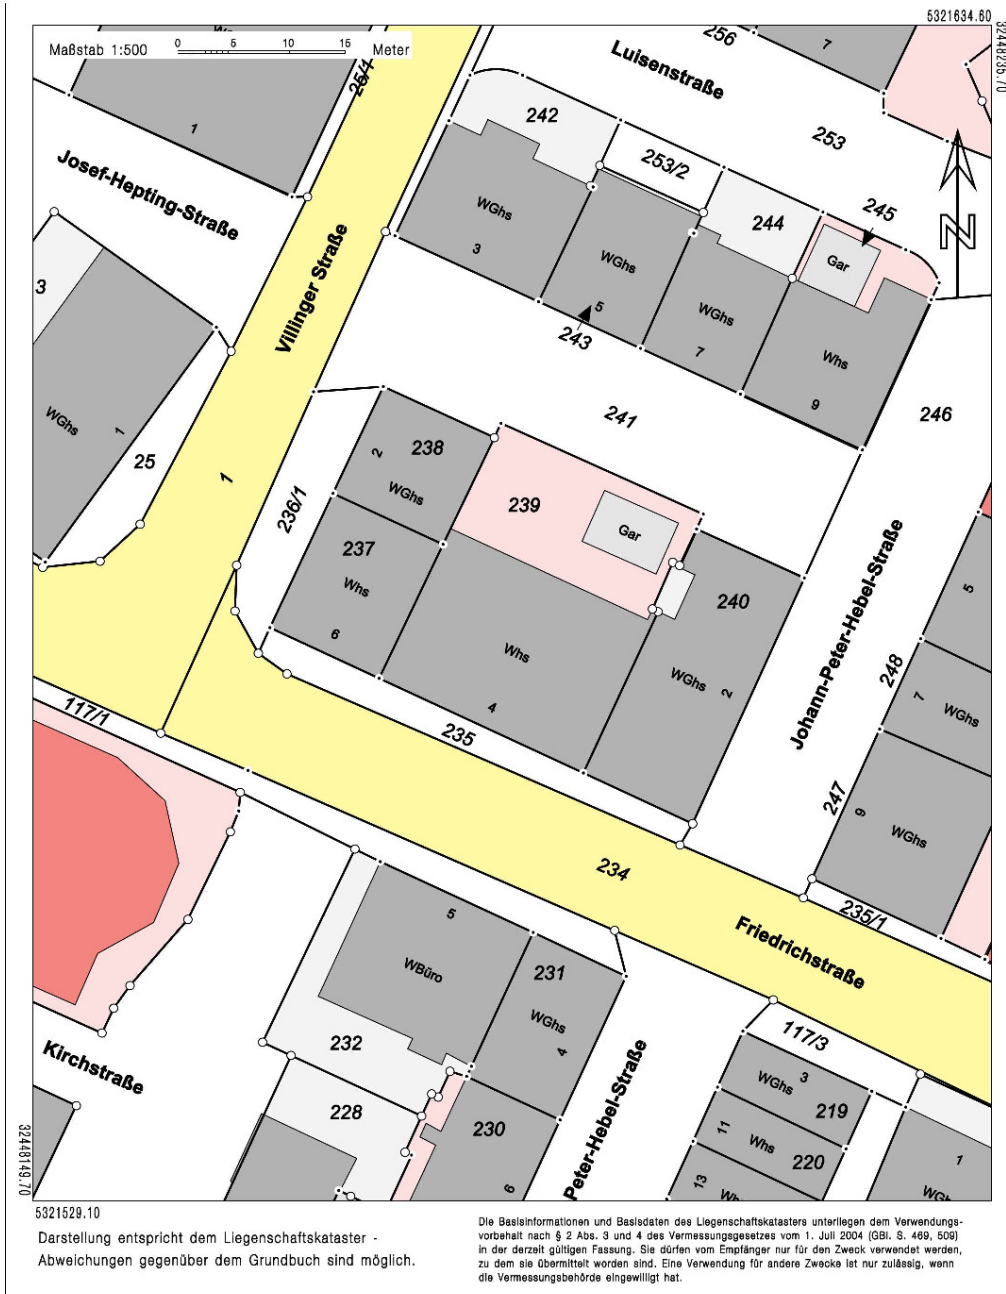 5321634.60
32448235.70
Maßstab 1:500
0 5 10 15 Meter
256
7
Luisenstraße
25/1
1
242
253
253/2
Josef-Hepting-Straße
WGhs
3
244
245
Gar
WGhs
5
243
WGhs
7
Whs
9
N
Villinger Straße
3
WGhs
1
25
1
241
246
238
2
WGhs
236/1
239
Gar
237
Whs
6
240
WGhs
2
Whs
4
235
Johann-Peter-Hebel-Straße
5
248
7
WGhs
247
9
WGhs
117/1
234
235/1
Friedrichstraße
5
WBüro
231
WGhs
4
232
117/3
Kirchstraße
228
230
6
Peter-Hebel-Straße
WGhs
3
219
11
Whs
220
13
1
32448149.70
5321529.10
Darstellung entspricht dem Liegenschaftskataster -
Abweichungen gegenüber dem Grundbuch sind möglich.
Die Basisinformationen und Basisdaten des Liegenschaftskatasters unterliegen dem Verwendungs-
vorbehalt nach § 2 Abs. 3 und 4 des Vermessungsgesetzes vom 1. Juli 2004 (GBl. S. 469, 509)
in der derzeit gültigen Fassung. Sie dürfen vom Empfänger nur für den Zweck verwendet werden,
zu dem sie übermittelt worden sind. Eine Verwendung für andere Zwecke ist nur zulässig, wenn
die Vermessungsbehörde eingewilligt hat.